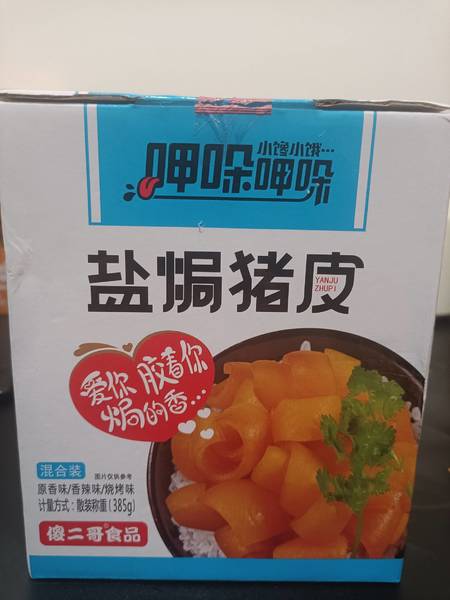 小馋小饿...
呷哚呷哚
盐焗猪皮
YANJU
ZHUPI
爱你 胶着你
焗的香...
混合装
图片仅供参考
原香味/香辣味/烧烤味
计量方式：散装称重(385g)
傻二哥®食品